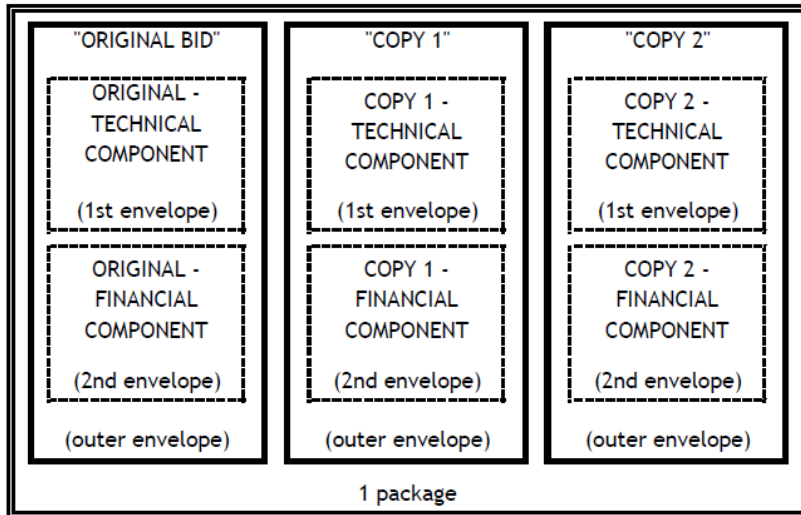 "ORIGINAL BID"
ORIGINAL -
TECHNICAL
COMPONENT
(1st envelope)
ORIGINAL -
FINANCIAL
COMPONENT
(2nd envelope)
(outer envelope)
"COPY 1"
COPY 1 -
TECHNICAL
COMPONENT
(1st envelope)
COPY 1 -
FINANCIAL
COMPONENT
(2nd envelope)
(outer envelope)
"COPY 2"
COPY 2 -
TECHNICAL
COMPONENT
(1st envelope)
COPY 2 -
FINANCIAL
COMPONENT
(2nd envelope)
(outer envelope)
1 package